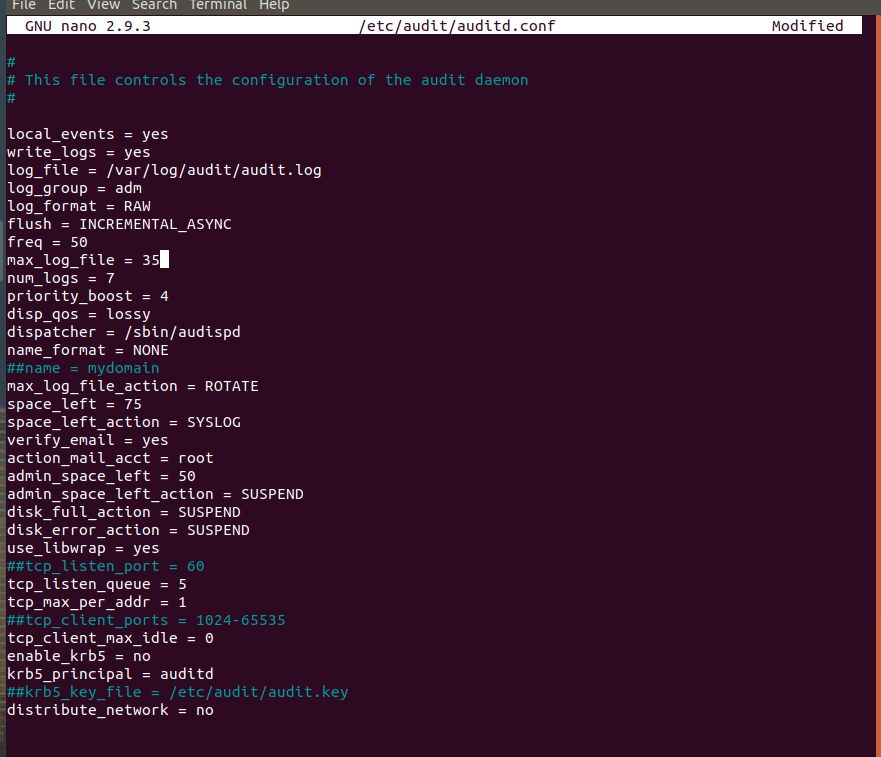 File Edit View Search Terminal Help
GNU nano 2.9.3 /etc/audit/auditd.conf Modified
#
# This file controls the configuration of the audit daemon
#
local_events = yes
write_logs = yes
log_file = /var/log/audit/audit.log
log_group = adm
log_format = RAW
flush = INCREMENTAL_ASYNC
freq = 50
max_log_file = 35
num_logs = 7
priority_boost = 4
disp_qos = lossy
dispatcher = /sbin/audispd
name_format = NONE
##name = mydomain
max_log_file_action = ROTATE
space_left = 75
space_left_action = SYSLOG
verify_email = yes
action_mail_acct = root
admin_space_left = 50
admin_space_left_action = SUSPEND
disk_full_action = SUSPEND
disk_error_action = SUSPEND
use_libwrap = yes
##tcp_listen_port = 60
tcp_listen_queue = 5
tcp_max_per_addr = 1
##tcp_client_ports = 1024-65535
tcp_client_max_idle = 0
enable_krb5 = no
krb5_principal = auditd
##krb5_key_file = /etc/audit/audit.key
distribute_network = no